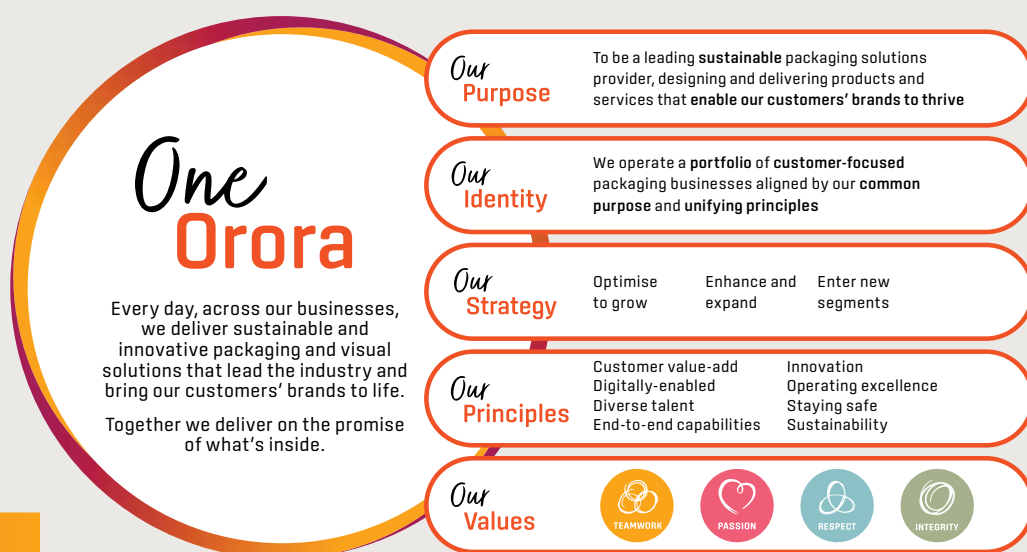 One
Orora
Every day, across our businesses,
we deliver sustainable and
innovative packaging and visual
solutions that lead the industry and
bring our customers' brands to life.
Together we deliver on the promise
of what's inside.
Our
Purpose
To be a leading sustainable packaging solutions
provider, designing and delivering products and
services that enable our customers' brands to thrive
Our
Identity
We operate a portfolio of customer-focused
packaging businesses aligned by our common
purpose and unifying principles
Our
Strategy
Optimise
to grow
Enhance and
expand
Enter new
segments
Our
Principles
Customer value-add
Digitally-enabled
Diverse talent
End-to-end capabilities
Innovation
Operating excellence
Staying safe
Sustainability
Our
Values
TEAMWORK
PASSION
RESPECT
INTEGRITY